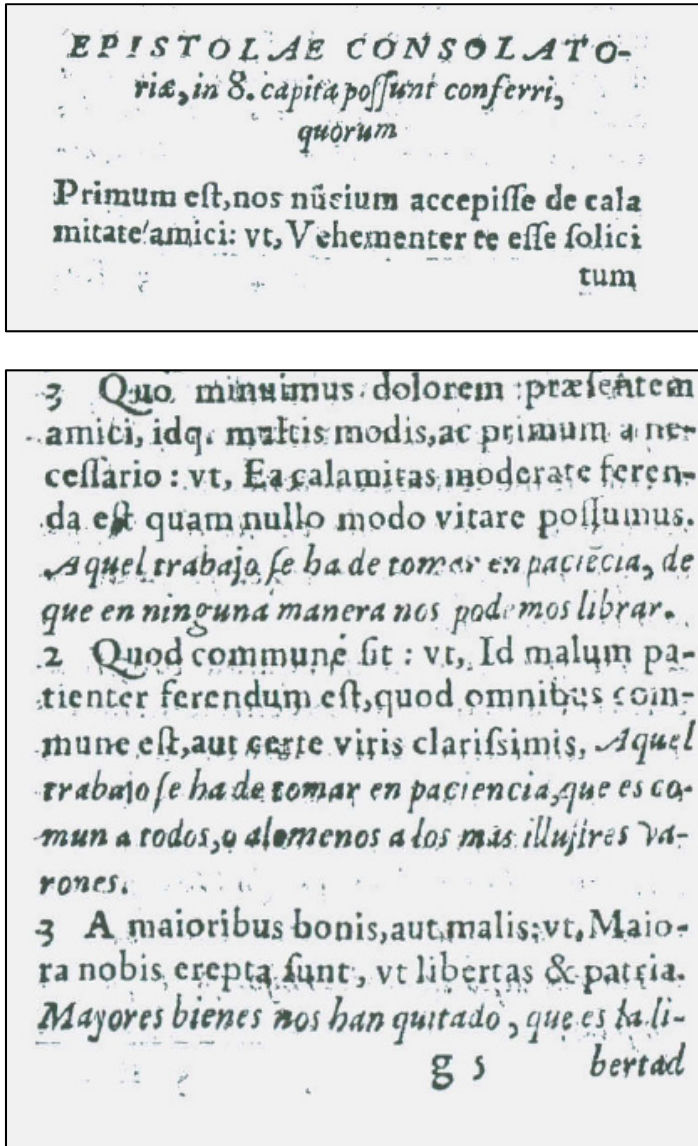 EPISTOLAE CONSOLATO-
riæ, in 8. capita possunt conferri,
quorum
Primum eſt, nos nũcium accepiſſe de cala
mitate amici: vt, Vehementer te eſſe ſolici
tum
3 Quo minuimus dolorem præſentem
amici, idq. multis modis, ac primum a ne-
ceſſario: vt, Ea calamitas moderate feren-
da eſt quam nullo modo vitare poſſumus.
Aquel trabajo ſe ha de tomar en paciẽcia, de
que en ninguna manera nos podemos librar.
2 Quod commune ſit: vt, Id malum pa-
tienter ferendum eſt, quod omnibus com-
mune eſt, aut certe viris clariſsimis, Aquel
trabajo ſe ha de tomar en paciencia, que es co-
mun a todos, o alomenos a los mas illuſtres va-
rones.
3 A maioribus bonis, aut malis: vt, Maio-
ra nobis erepta ſunt, vt libertas & patria.
Mayores bienes nos han quitado, que es la li-
g 5 bertad